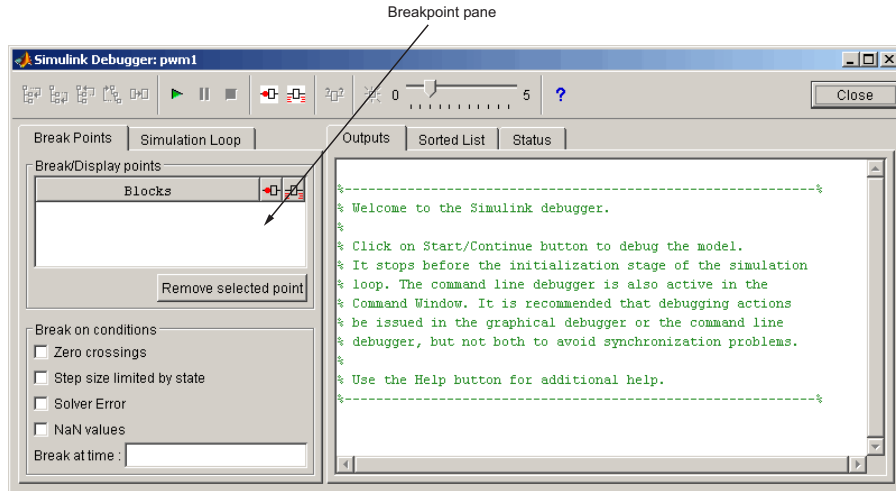 Breakpoint pane
Simulink Debugger: pwm1
0 5 ? Close
Break Points Simulation Loop Outputs Sorted List Status
Break/Display points
Blocks
Remove selected point
Break on conditions
Zero crossings
Step size limited by state
Solver Error
NaN values
Break at time :
%-------------------------------------------------------------%
% Welcome to the Simulink debugger.
%
% Click on Start/Continue button to debug the model.
% It stops before the initialization stage of the simulation
% loop. The command line debugger is also active in the
% Command Window. It is recommended that debugging actions
% be issued in the graphical debugger or the command line
% debugger, but not both to avoid synchronization problems.
%
% Use the Help button for additional help.
%-------------------------------------------------------------%